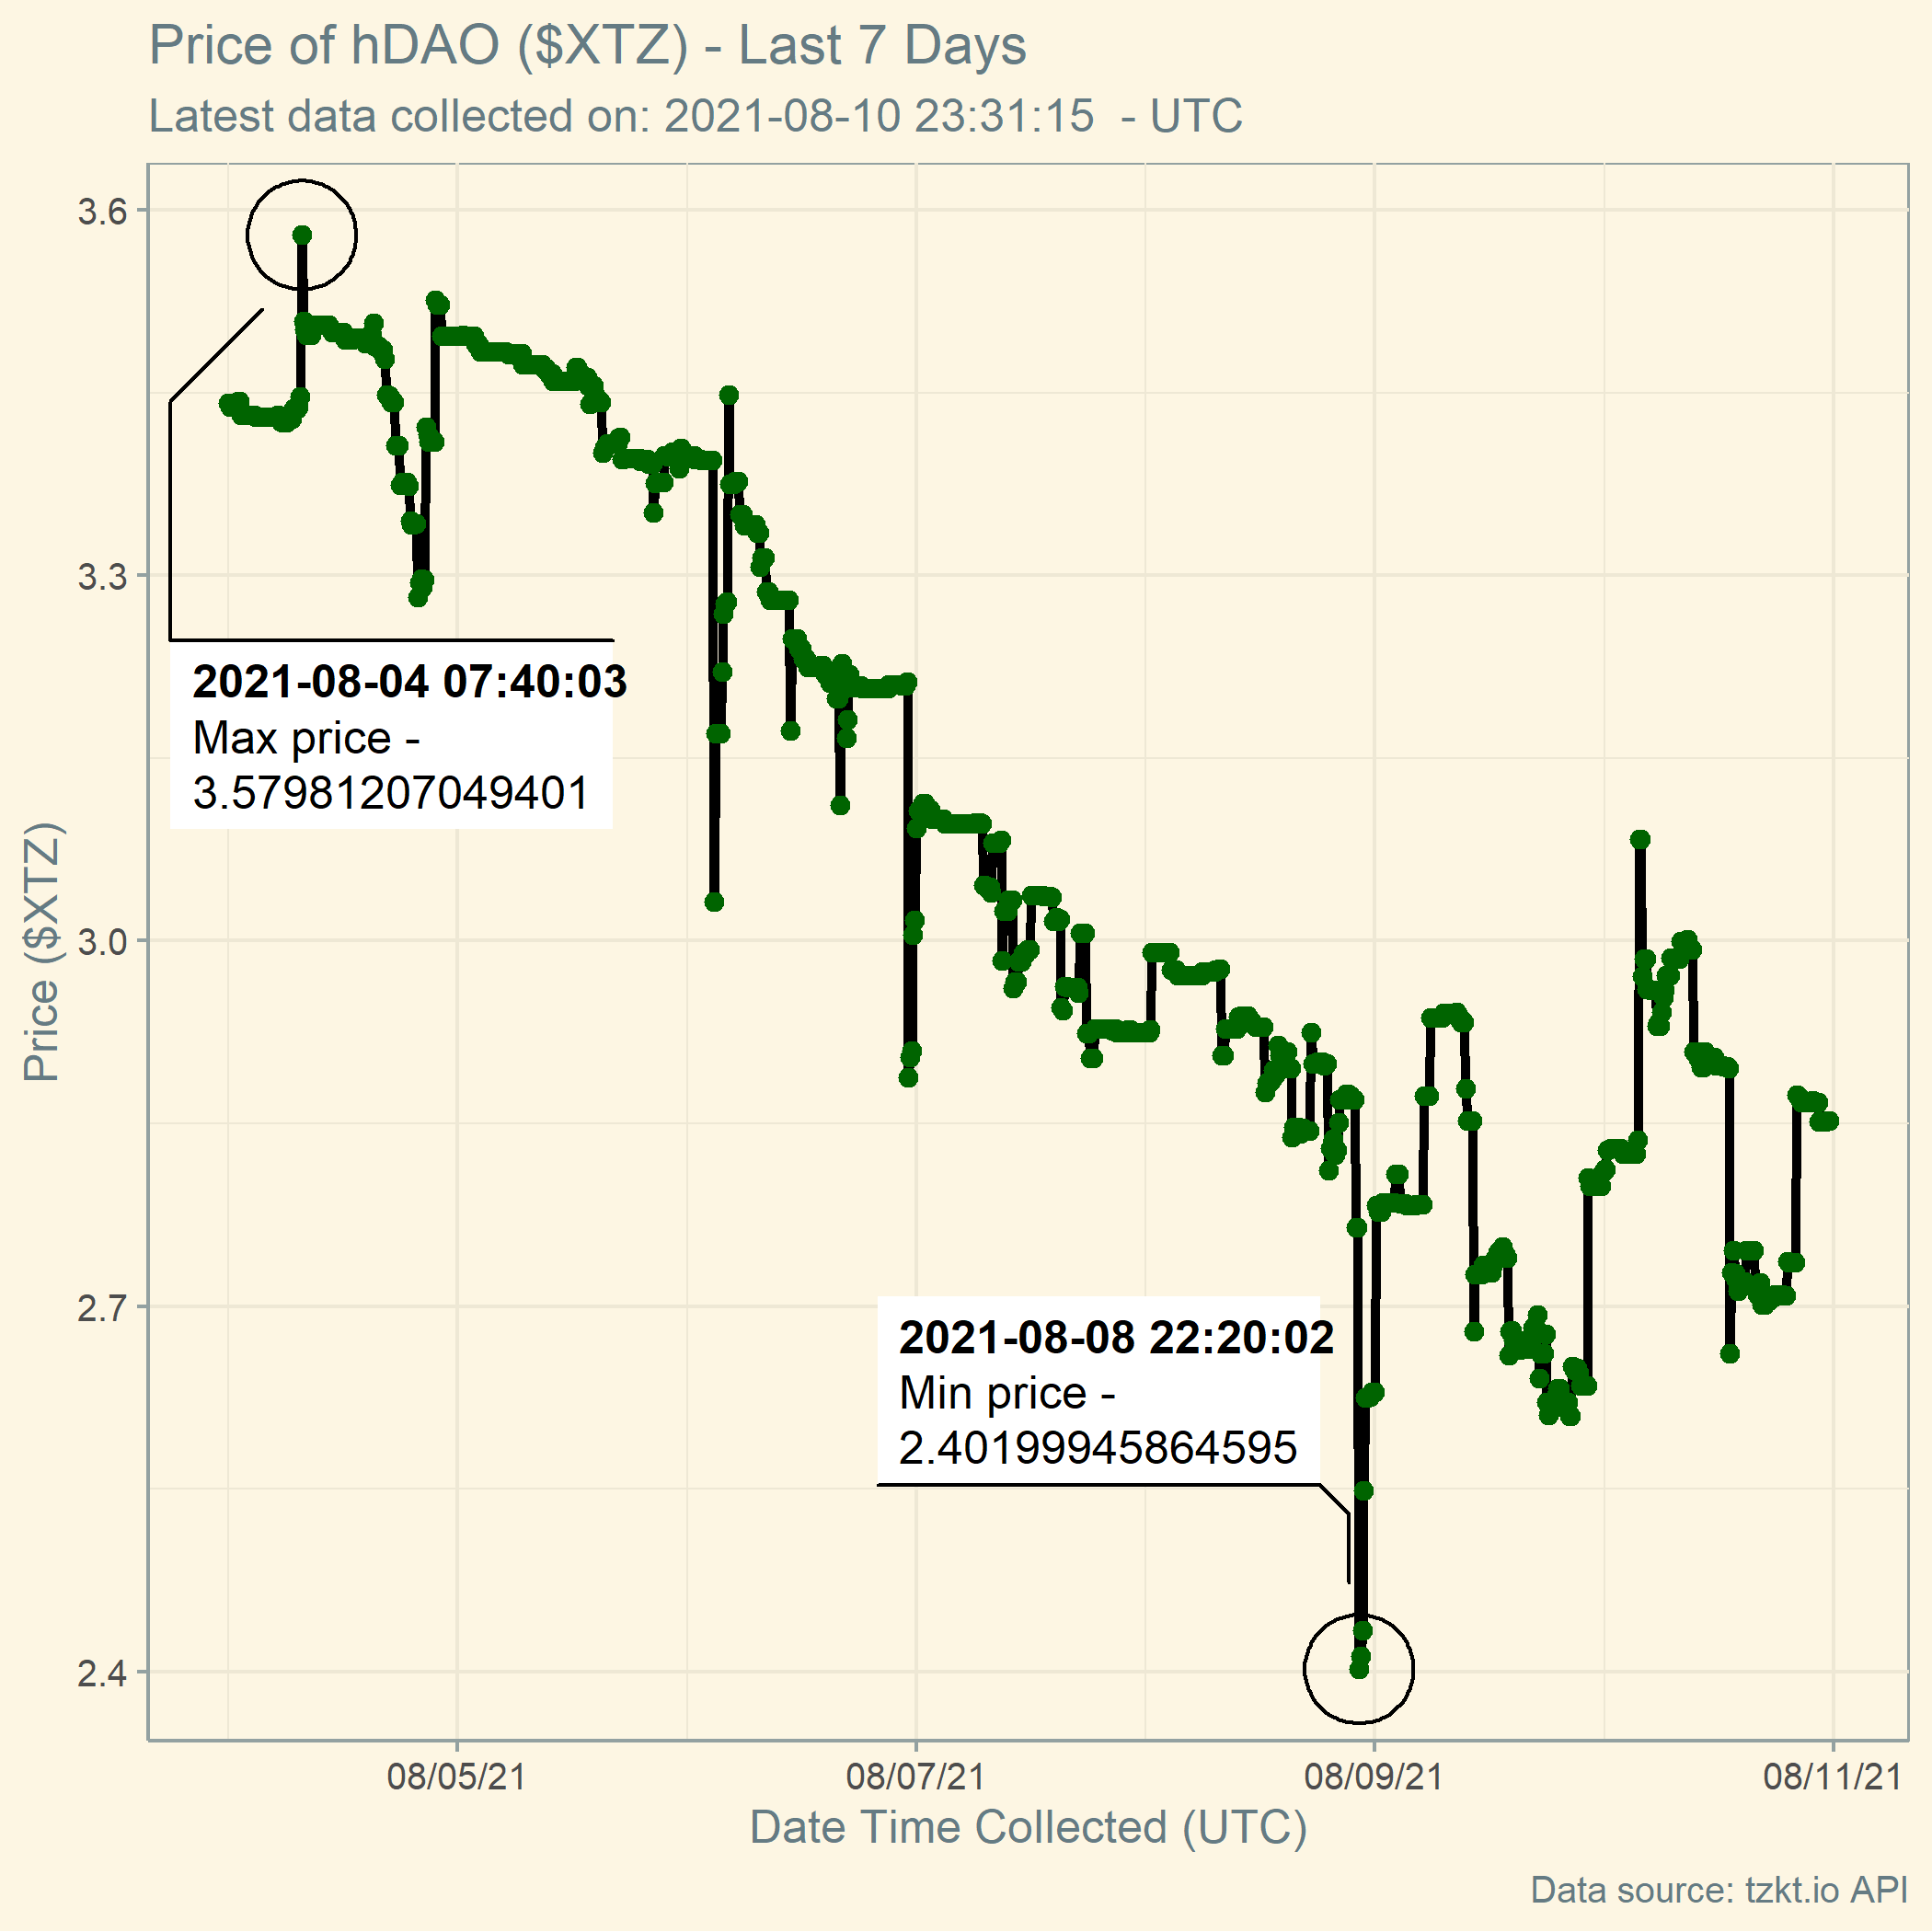 Price of hDAO ($XTZ) - Last 7 Days
Latest data collected on: 2021-08-10 23:31:15  - UTC
3.6
3.3
3.0
2.7
2.4
Price ($XTZ)
2021-08-04 07:40:03
Max price -
3.57981207049401
2021-08-08 22:20:02
Min price -
2.40199945864595
08/05/21
08/07/21
08/09/21
08/11/21
Date Time Collected (UTC)
Data source: tzkt.io API